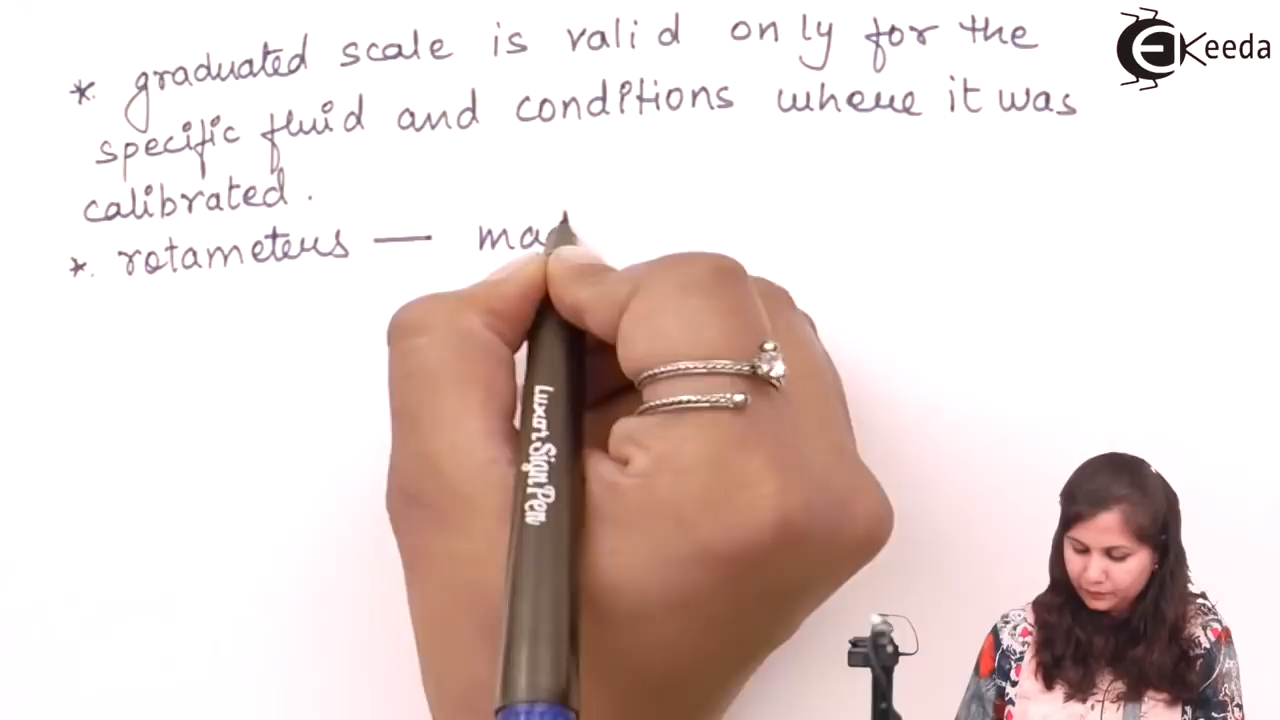 * graduated scale is valid only for the
specific fluid and conditions where it was
calibrated.
* rotameters — ma
Keeda
Luxor Sign Pen